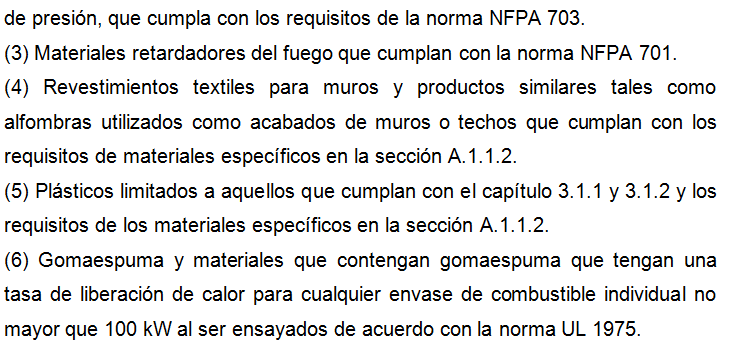 de presión, que cumpla con los requisitos de la norma NFPA 703.
(3) Materiales retardadores del fuego que cumplan con la norma NFPA 701.
(4) Revestimientos textiles para muros y productos similares tales como
alfombras utilizados como acabados de muros o techos que cumplan con los
requisitos de materiales específicos en la sección A.1.1.2.
(5) Plásticos limitados a aquellos que cumplan con el capítulo 3.1.1 y 3.1.2 y los
requisitos de los materiales específicos en la sección A.1.1.2.
(6) Gomaespuma y materiales que contengan gomaespuma que tengan una
tasa de liberación de calor para cualquier envase de combustible individual no
mayor que 100 kW al ser ensayados de acuerdo con la norma UL 1975.